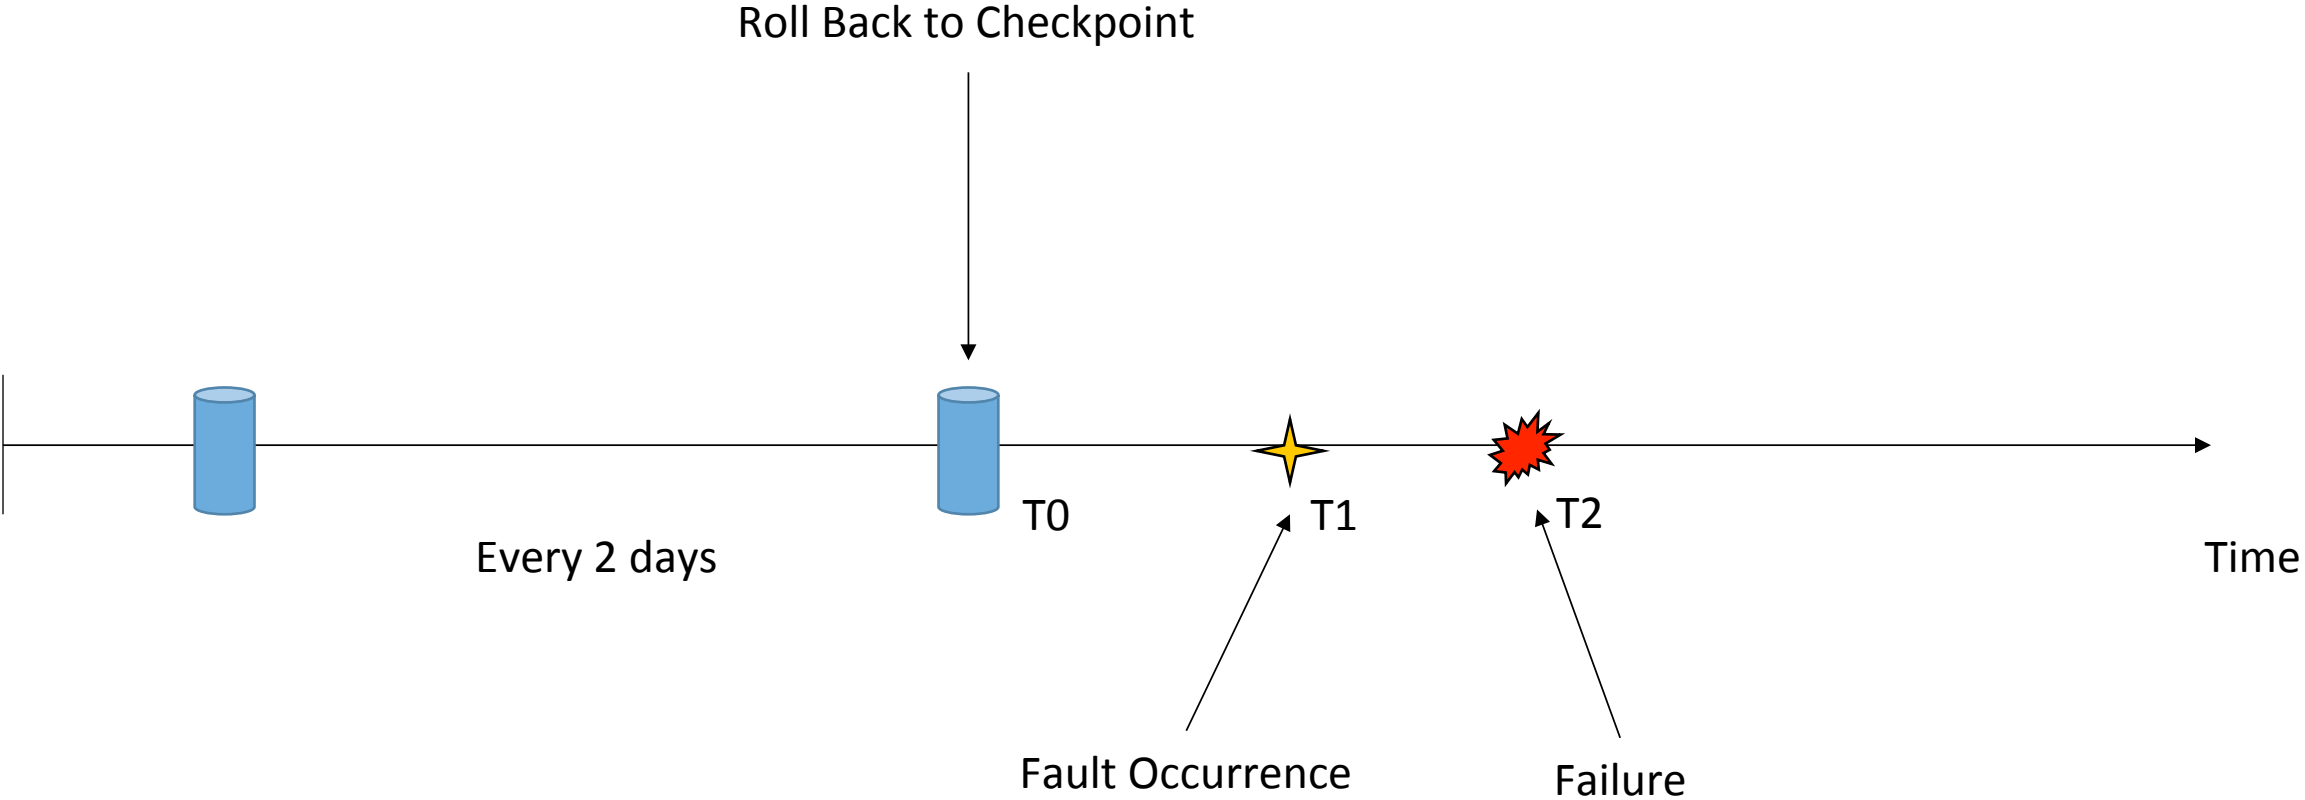 Roll Back to Checkpoint
T0
T1
T2
Every 2 days
Time
Fault Occurrence
Failure